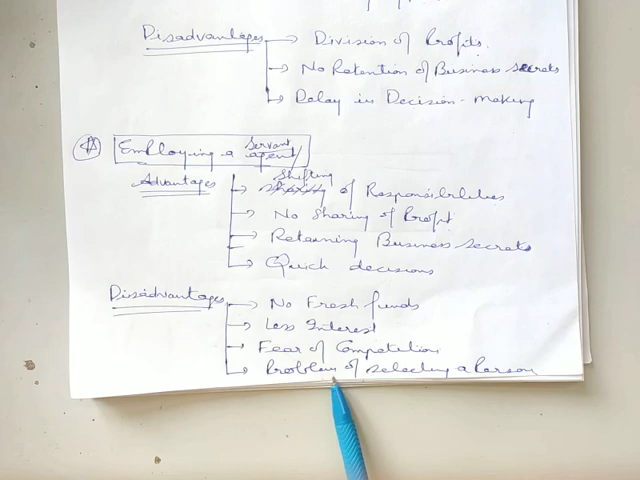 Disadvantages → Division of Profits.
→ No Retention of Business secrets
→ Delay in Decision-making
Employing a servant/agent
Advantages → Shifting of Responsibilities
→ No Sharing of Profit
→ Retaining Business secrets
→ Quick decisions
Disadvantages → No Fresh funds
→ Less Interest
→ Fear of Competition
→ Problem of selecting a Person